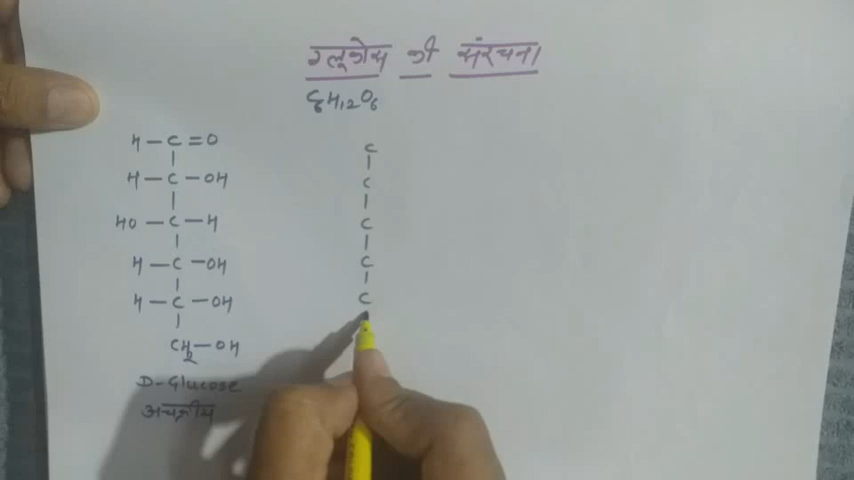 ग्लूकोस की संरचना
C6H12O6
H-C=O
|
H-C-OH
|
HO-C-H
|
H-C-OH
|
H-C-OH
|
CH2-OH
D-Glucose
अचक्रीय
C
|
C
|
C
|
C
|
C